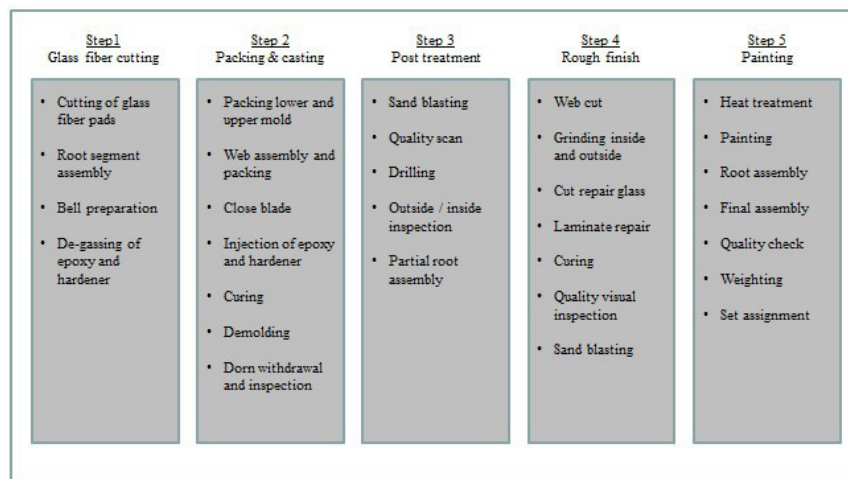 Step1
Glass fiber cutting
• Cutting of glass
fiber pads
• Root segment
assembly
• Bell preparation
• De-gassing of
epoxy and
hardener
Step 2
Packing & casting
• Packing lower and
upper mold
• Web assembly and
packing
• Close blade
• Injection of epoxy
and hardener
• Curing
• Demolding
• Dorn withdrawal
and inspection
Step 3
Post treatment
• Sand blasting
• Quality scan
• Drilling
• Outside / inside
inspection
• Partial root
assembly
Step 4
Rough finish
• Web cut
• Grinding inside
and outside
• Cut repair glass
• Laminate repair
• Curing
• Quality visual
inspection
• Sand blasting
Step 5
Painting
• Heat treatment
• Painting
• Root assembly
• Final assembly
• Quality check
• Weighting
• Set assignment